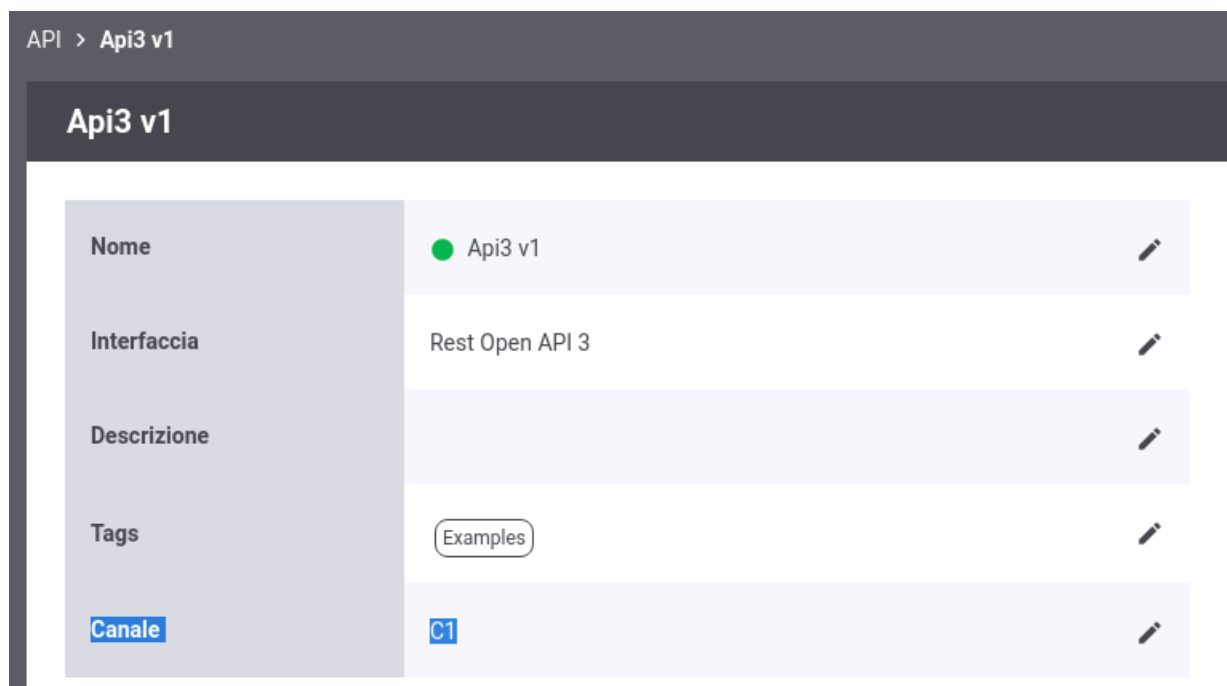 API > Api3 v1
Api3 v1
Nome Api3 v1
Interfaccia Rest Open API 3
Descrizione
Tags Examples
Canale C1